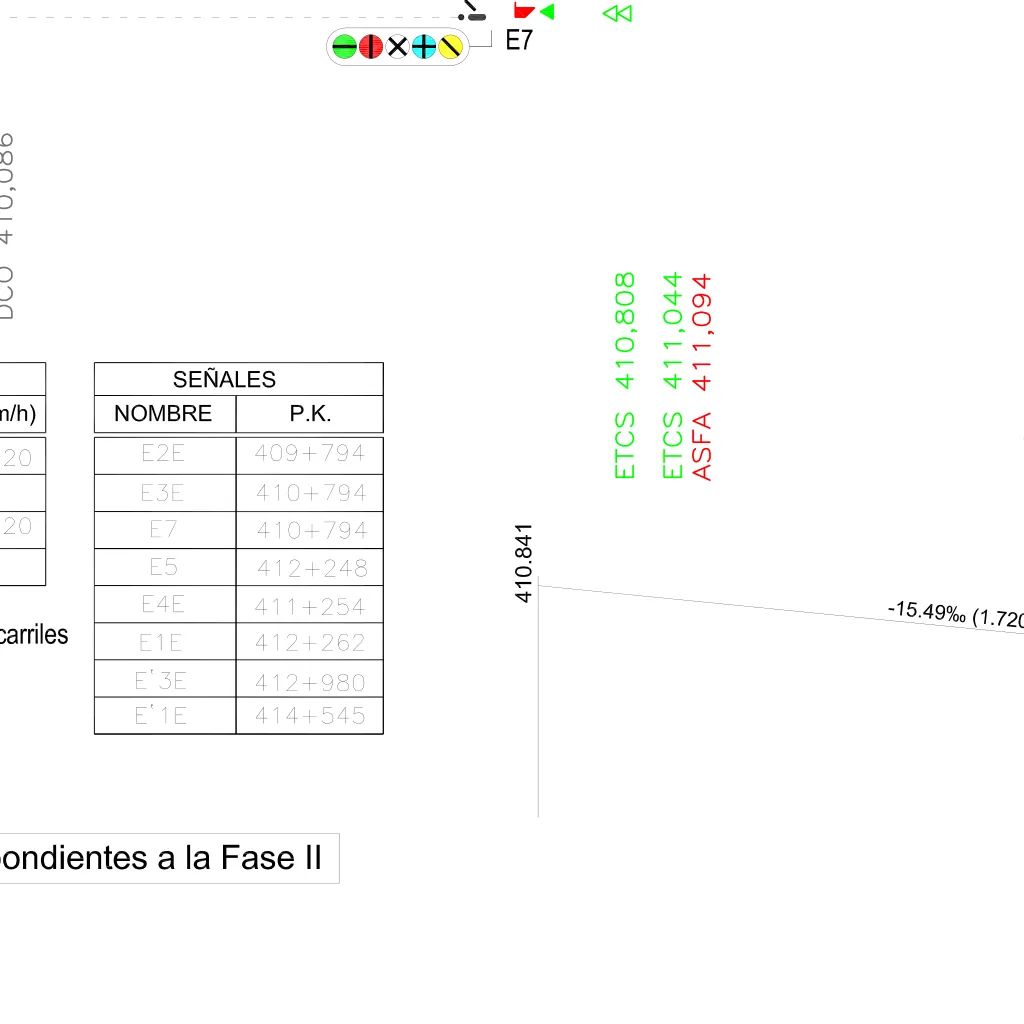 E7
DCO 410,086
ETCS 410,808
ETCS 411,044
ASFA 411,094
m/h)
20
20
SEÑALES
NOMBRE P.K.
E2E 409+794
E3E 410+794
E7 410+794
E5 412+248
E4E 411+254
E1E 412+262
E'3E 412+980
E'1E 414+545
carriles
410.841
-15.49‰ (1.720
pondientes a la Fase II